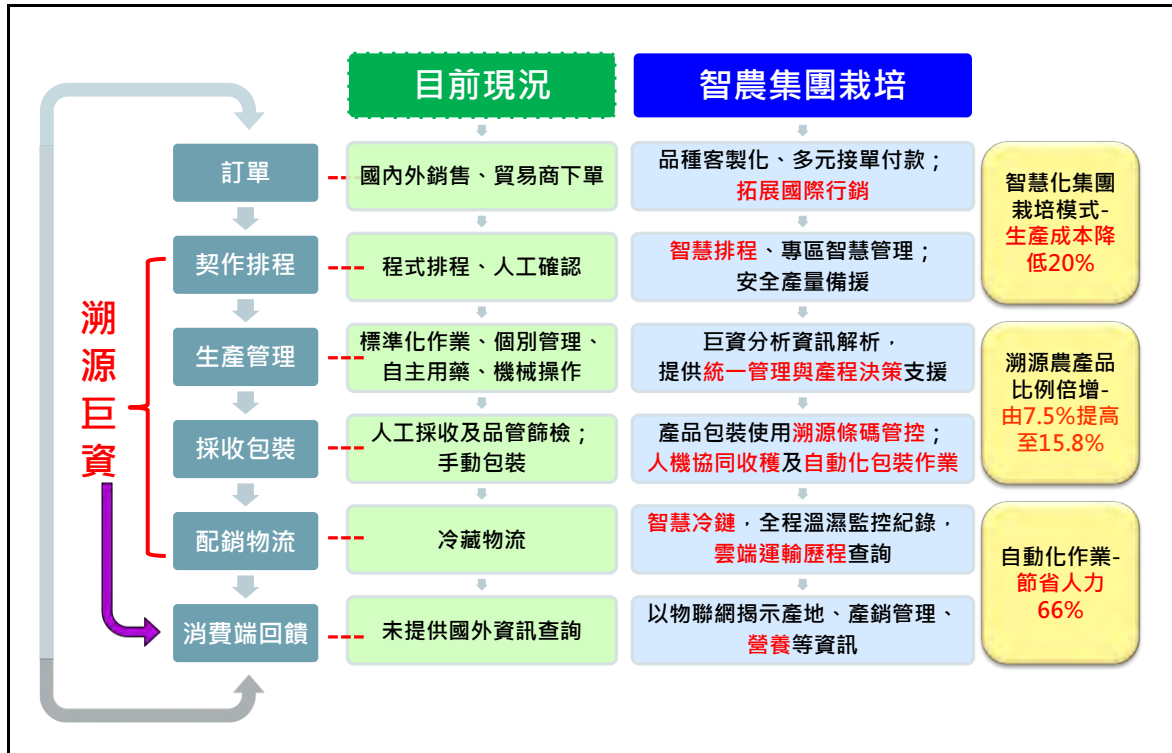 目前現況
智農集團栽培
訂單
國內外銷售、貿易商下單
品種客製化、多元接單付款；
拓展國際行銷
契作排程
程式排程、人工確認
智慧排程、專區智慧管理；
安全產量備援
生產管理
標準化作業、個別管理、
自主用藥、機械操作
巨資分析資訊解析，
提供統一管理與產程決策支援
採收包裝
人工採收及品管篩檢；
手動包裝
產品包裝使用溯源條碼管控；
人機協同收穫及自動化包裝作業
配銷物流
冷藏物流
智慧冷鏈，全程溫濕監控紀錄，
雲端運輸歷程查詢
消費端回饋
未提供國外資訊查詢
以物聯網揭示產地、產銷管理、
營養等資訊
溯源巨資
智慧化集團
栽培模式-
生產成本降
低20%
溯源農產品
比例倍增-
由7.5%提高
至15.8%
自動化作業-
節省人力
66%